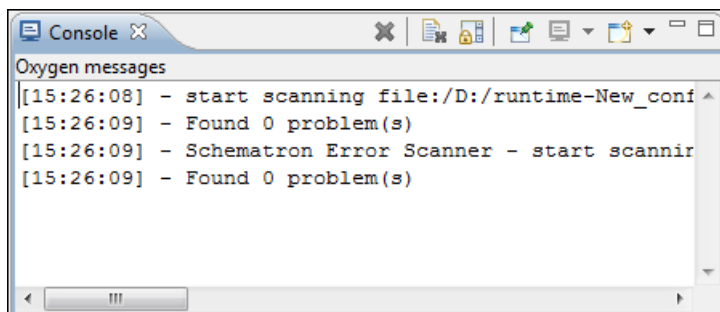 Console
Oxygen messages
[15:26:08] - start scanning file:/D:/runtime-New_conf
[15:26:09] - Found 0 problem(s)
[15:26:09] - Schematron Error Scanner - start scannin
[15:26:09] - Found 0 problem(s)